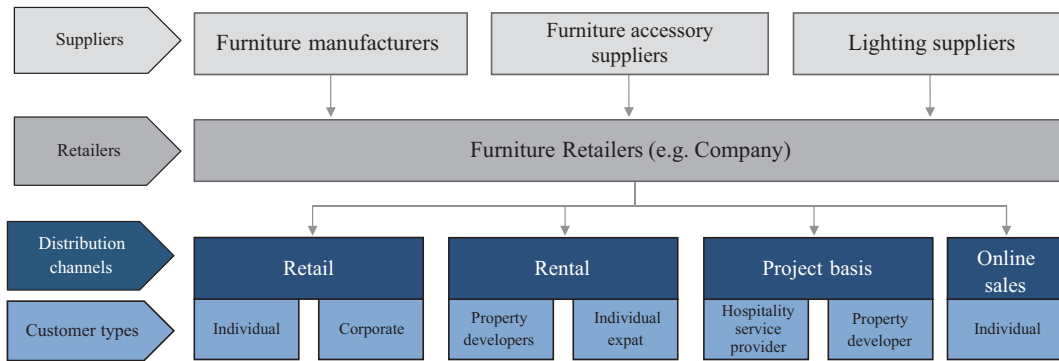 Suppliers
Furniture manufacturers
Furniture accessory
suppliers
Lighting suppliers
Retailers
Furniture Retailers (e.g. Company)
Distribution
channels
Retail
Rental
Project basis
Online
sales
Customer types
Individual
Corporate
Property
developers
Individual
expat
Hospitality
service
provider
Property
developer
Individual